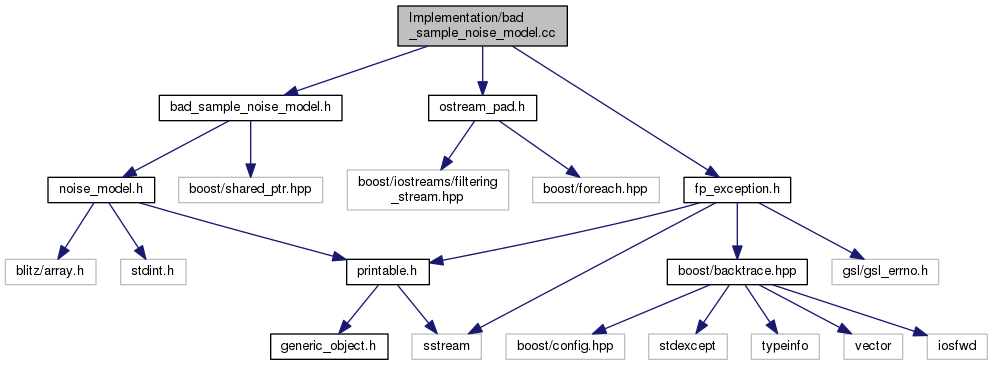 Implementation/bad
_sample_noise_model.cc
bad_sample_noise_model.h
ostream_pad.h
noise_model.h
boost/shared_ptr.hpp
boost/iostreams/filtering
_stream.hpp
boost/foreach.hpp
fp_exception.h
blitz/array.h
stdint.h
printable.h
boost/backtrace.hpp
gsl/gsl_errno.h
generic_object.h
sstream
boost/config.hpp
stdexcept
typeinfo
vector
iosfwd